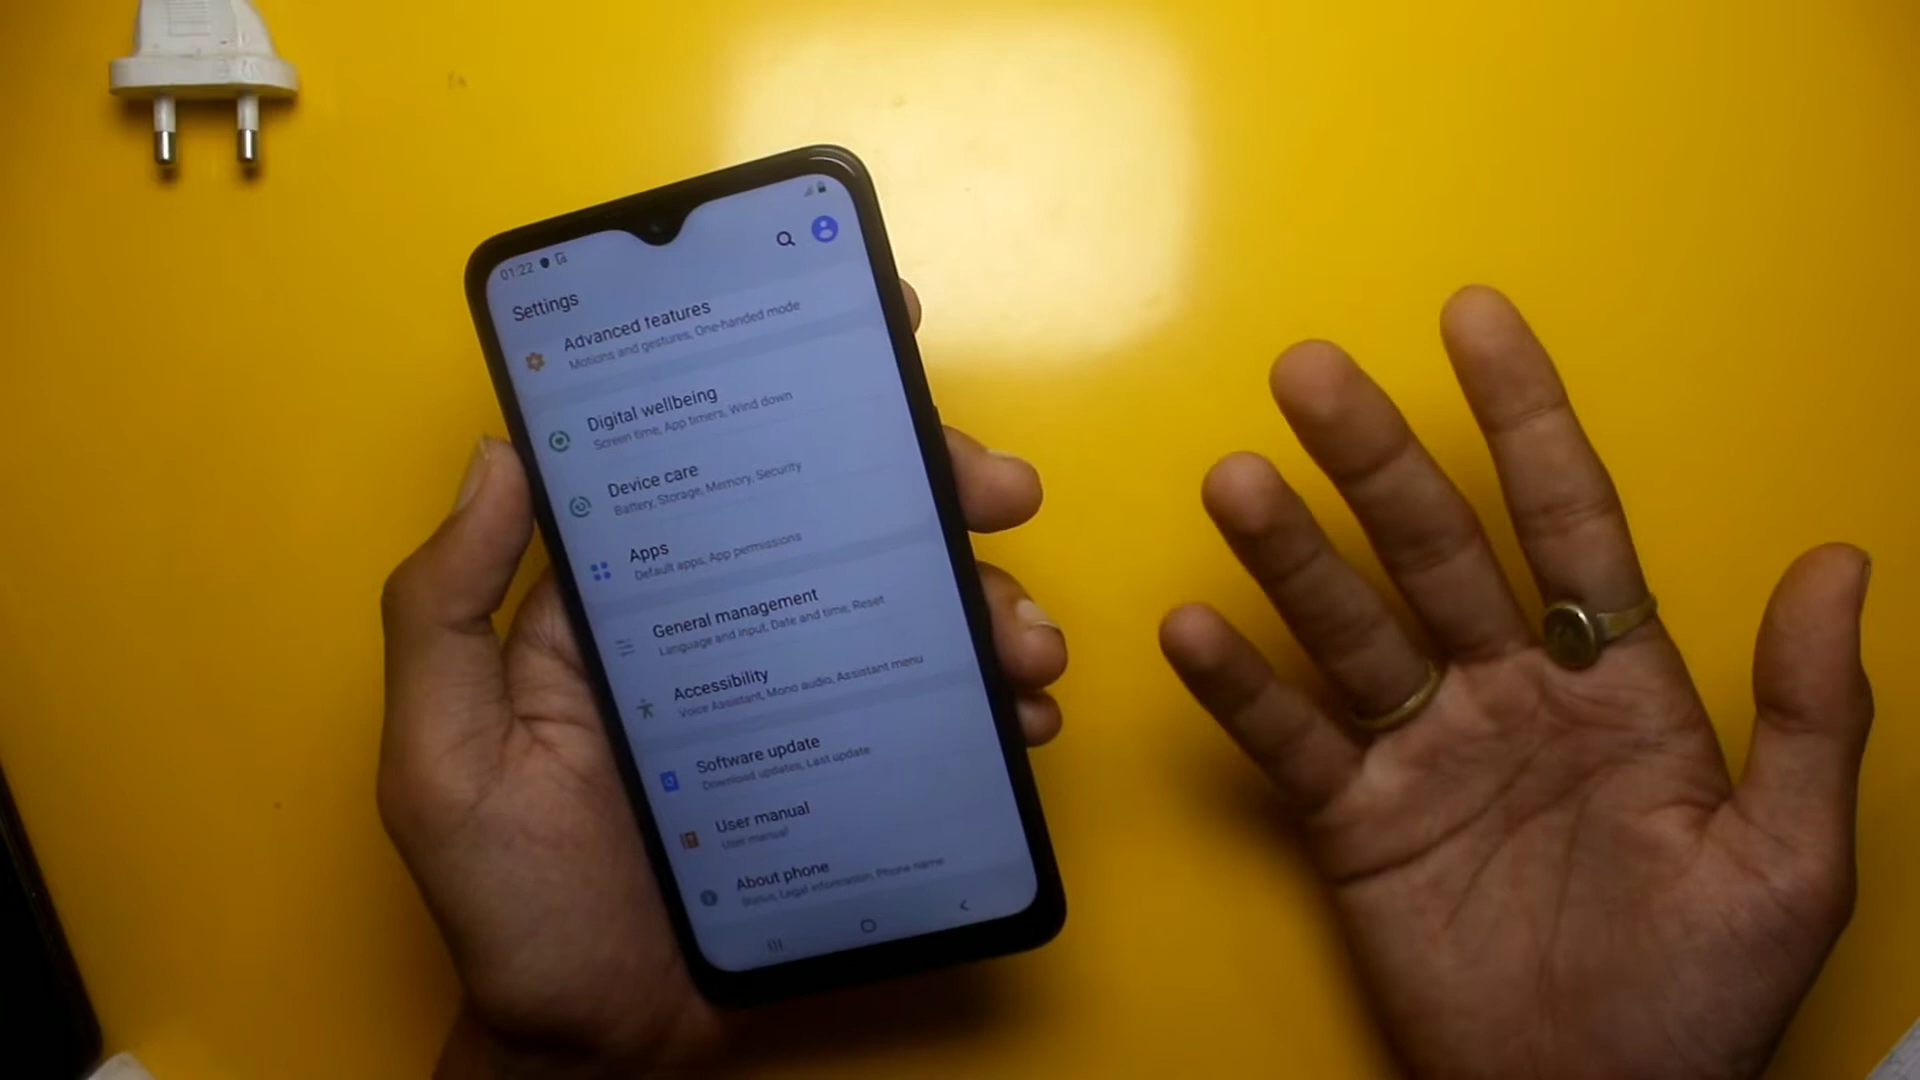 01:22
Settings
Advanced features
Motions and gestures, One-handed mode
Digital wellbeing
Screen time, App timers, Wind down
Device care
Battery, Storage, Memory, Security
Apps
Default apps, App permissions
General management
Language and input, Date and time, Reset
Accessibility
Voice Assistant, Mono audio, Assistant menu
Software update
Download updates, Last update
User manual
User manual
About phone
Status, Legal information, Phone name